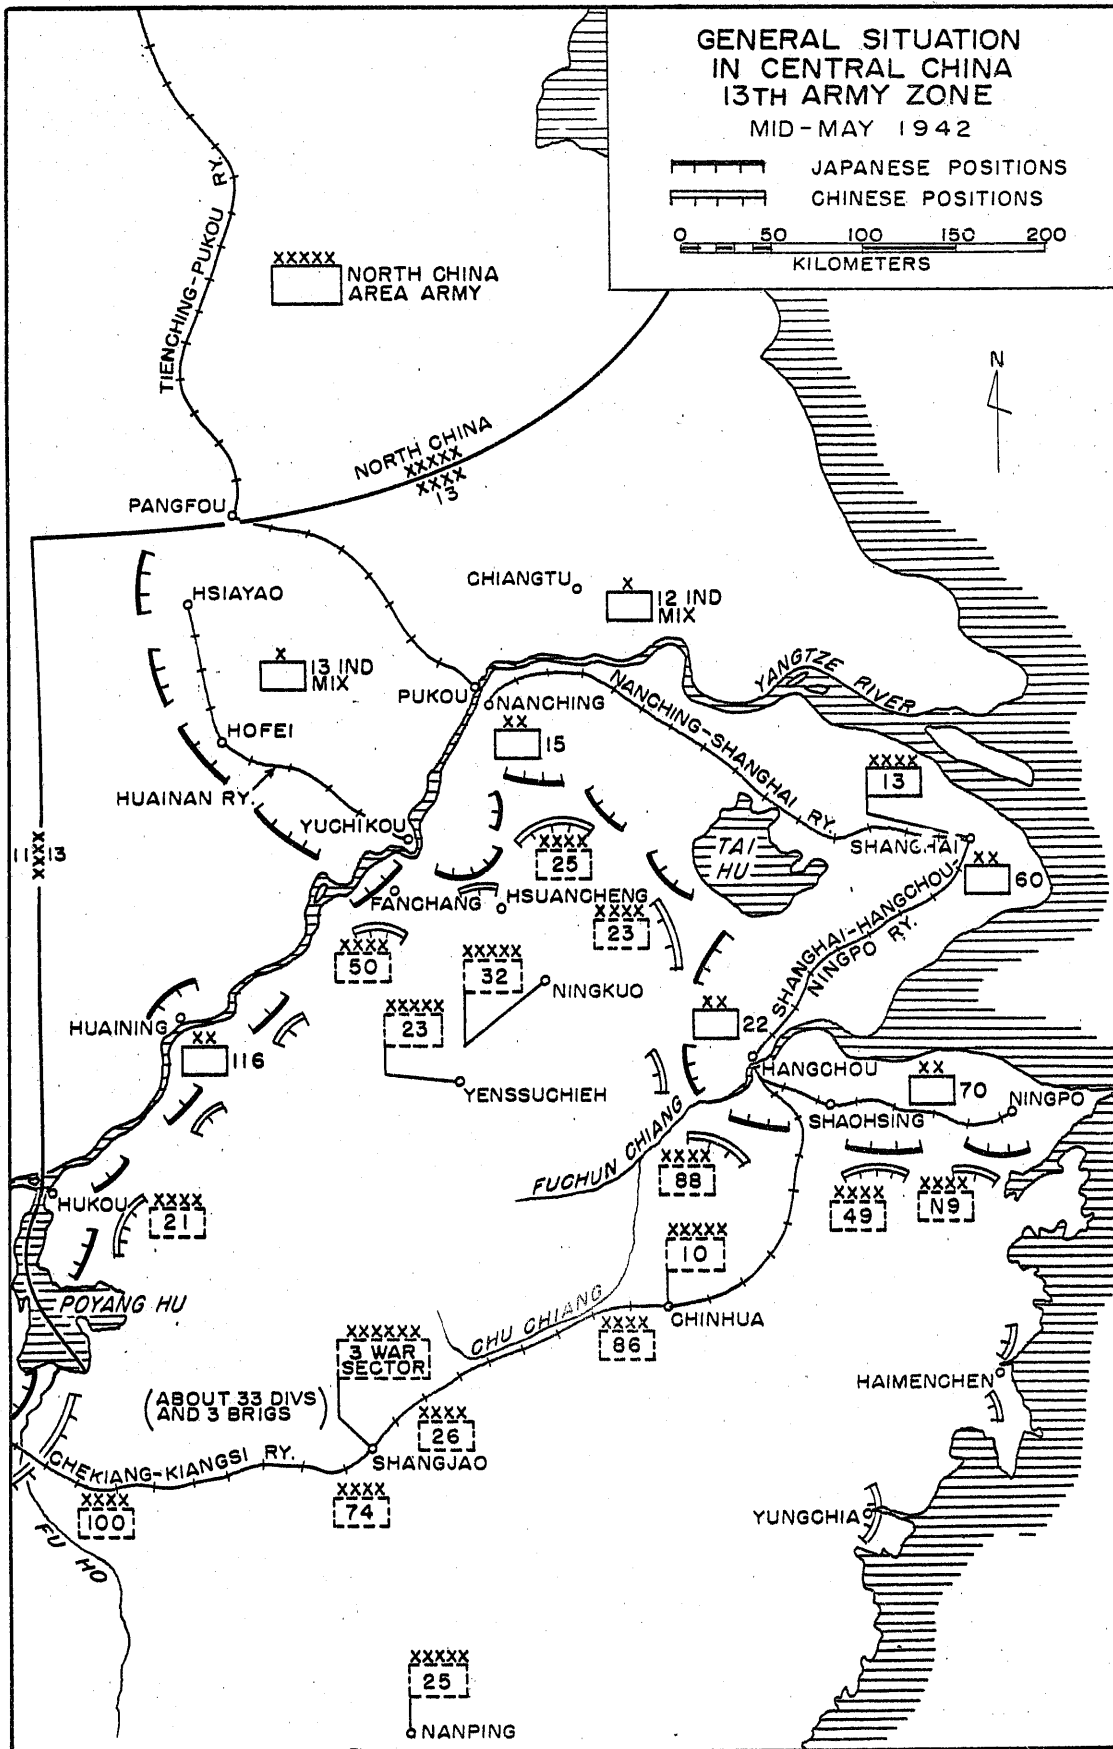 GENERAL SITUATION
IN CENTRAL CHINA
13TH ARMY ZONE
MID-MAY 1942
JAPANESE POSITIONS
CHINESE POSITIONS
0 50 100 150 200
KILOMETERS
TIENCHING-PUKOU RY.
XXXXX
NORTH CHINA
AREA ARMY
N
NORTH CHINA
XXXXX
XXXX
13
PANGFOU
HSIAYAO
CHIANGTU
X
12 IND
MIX
X
13 IND
MIX
PUKOU
NANCHING
YANGTZE
RIVER
NANCHING-SHANGHAI RY.
HOFEI
XX
15
XXXX
13
HUAINAN RY.
YUCHIKOU
SHANGHAI
11 XXXX 13
TAI
HU
XXXX
25
XX
60
FANCHANG
HSUANCHENG
XXXX
23
SHANGHAI-HANGCHOU-
NINGPO RY.
XXXX
50
XXXXX
32
NINGKUO
HUAINING
XXXXX
23
XX
22
XX
116
YENSSUCHIEH
HANGCHOU
XX
70
NINGPO
SHAOHSING
FUCHUN CHIANG
XXXX
88
HUKOU
XXXX
21
XXXX
49
XXXX
N9
XXXXX
10
POYANG HU
CHU CHIANG
CHINHUA
XXXX
86
XXXXXX
3 WAR
SECTOR
HAIMENCHEN
(ABOUT 33 DIVS
AND 3 BRIGS)
XXXX
26
CHEKIANG-KIANGSI RY.
SHANGJAO
XXXX
100
XXXX
74
YUNGCHIA
FU HO
XXXXX
25
NANPING